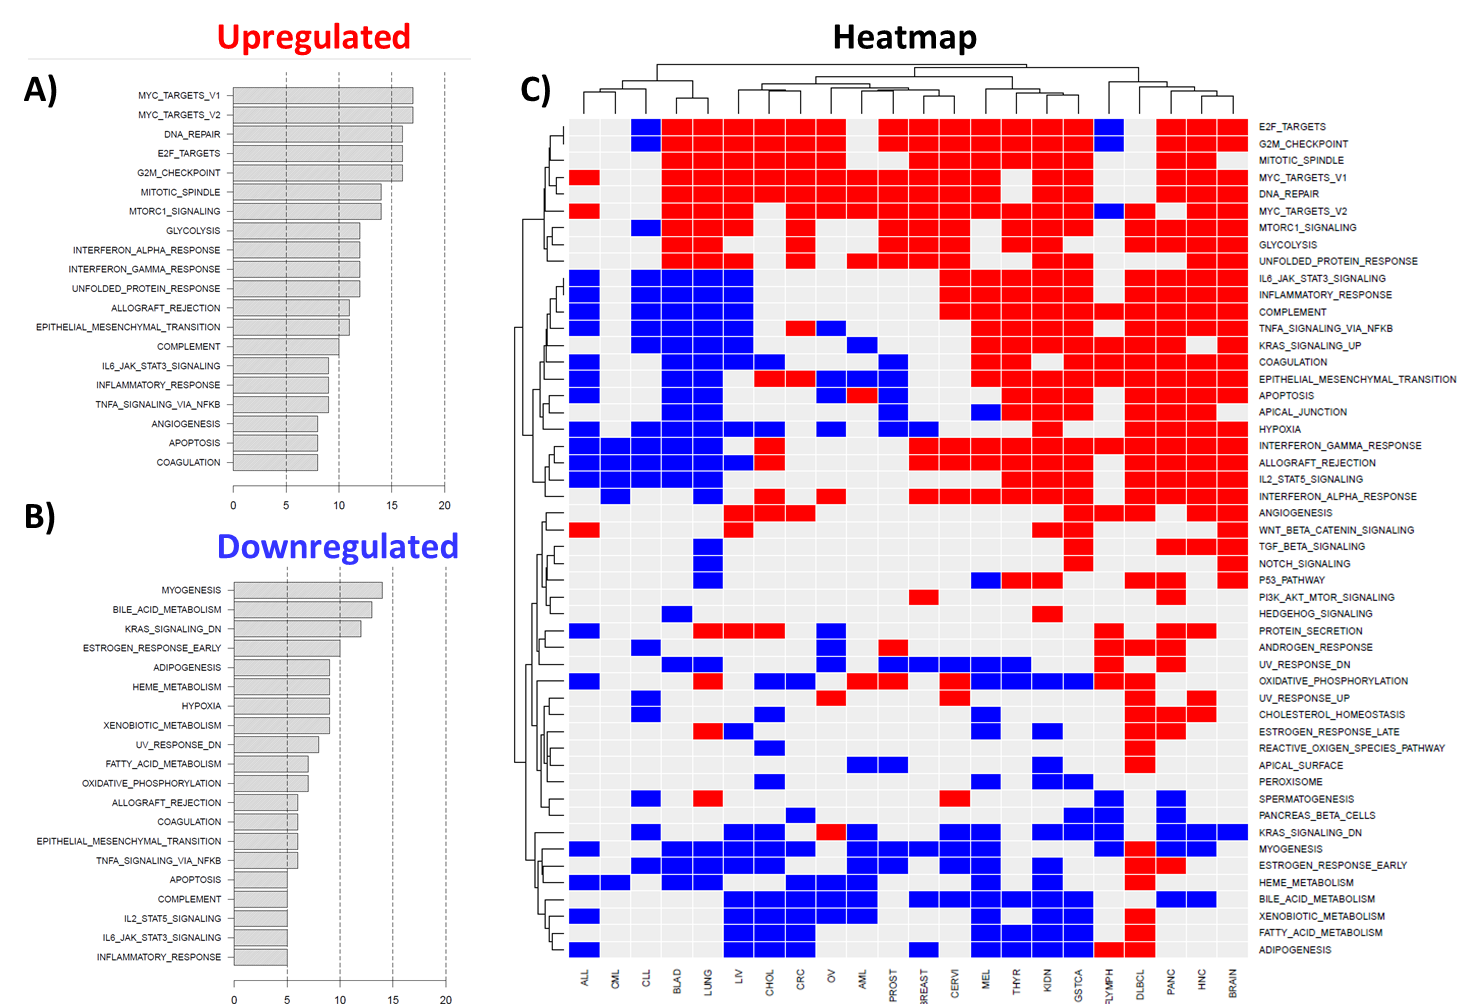 Upregulated
Heatmap
A)
MYC_TARGETS_V1
MYC_TARGETS_V2
DNA_REPAIR
E2F_TARGETS
G2M_CHECKPOINT
MITOTIC_SPINDLE
MTORC1_SIGNALING
GLYCOLYSIS
INTERFERON_ALPHA_RESPONSE
INTERFERON_GAMMA_RESPONSE
UNFOLDED_PROTEIN_RESPONSE
ALLOGRAFT_REJECTION
EPITHELIAL_MESENCHYMAL_TRANSITION
COMPLEMENT
IL6_JAK_STAT3_SIGNALING
INFLAMMATORY_RESPONSE
TNFA_SIGNALING_VIA_NFKB
ANGIOGENESIS
APOPTOSIS
COAGULATION
0 5 10 15 20
B)
Downregulated
MYOGENESIS
BILE_ACID_METABOLISM
KRAS_SIGNALING_DN
ESTROGEN_RESPONSE_EARLY
ADIPOGENESIS
HEME_METABOLISM
HYPOXIA
XENOBIOTIC_METABOLISM
UV_RESPONSE_DN
FATTY_ACID_METABOLISM
OXIDATIVE_PHOSPHORYLATION
ALLOGRAFT_REJECTION
COAGULATION
EPITHELIAL_MESENCHYMAL_TRANSITION
TNFA_SIGNALING_VIA_NFKB
APOPTOSIS
COMPLEMENT
IL2_STAT5_SIGNALING
IL6_JAK_STAT3_SIGNALING
INFLAMMATORY_RESPONSE
0 5 10 15 20
C)
E2F_TARGETS
G2M_CHECKPOINT
MITOTIC_SPINDLE
MYC_TARGETS_V1
DNA_REPAIR
MYC_TARGETS_V2
MTORC1_SIGNALING
GLYCOLYSIS
UNFOLDED_PROTEIN_RESPONSE
IL6_JAK_STAT3_SIGNALING
INFLAMMATORY_RESPONSE
COMPLEMENT
TNFA_SIGNALING_VIA_NFKB
KRAS_SIGNALING_UP
COAGULATION
EPITHELIAL_MESENCHYMAL_TRANSITION
APOPTOSIS
APICAL_JUNCTION
HYPOXIA
INTERFERON_GAMMA_RESPONSE
ALLOGRAFT_REJECTION
IL2_STAT5_SIGNALING
INTERFERON_ALPHA_RESPONSE
ANGIOGENESIS
WNT_BETA_CATENIN_SIGNALING
TGF_BETA_SIGNALING
NOTCH_SIGNALING
P53_PATHWAY
PI3K_AKT_MTOR_SIGNALING
HEDGEHOG_SIGNALING
PROTEIN_SECRETION
ANDROGEN_RESPONSE
UV_RESPONSE_DN
OXIDATIVE_PHOSPHORYLATION
UV_RESPONSE_UP
CHOLESTEROL_HOMEOSTASIS
ESTROGEN_RESPONSE_LATE
REACTIVE_OXIGEN_SPECIES_PATHWAY
APICAL_SURFACE
PEROXISOME
SPERMATOGENESIS
PANCREAS_BETA_CELLS
KRAS_SIGNALING_DN
MYOGENESIS
ESTROGEN_RESPONSE_EARLY
HEME_METABOLISM
BILE_ACID_METABOLISM
XENOBIOTIC_METABOLISM
FATTY_ACID_METABOLISM
ADIPOGENESIS
ALL CML CLL BLAD LUNG LIV CHOL CRC OV AML PROST BREAST CERVI MEL THYR KIDN GSTCA FLYMPH DLBCL PANC HNC BRAIN